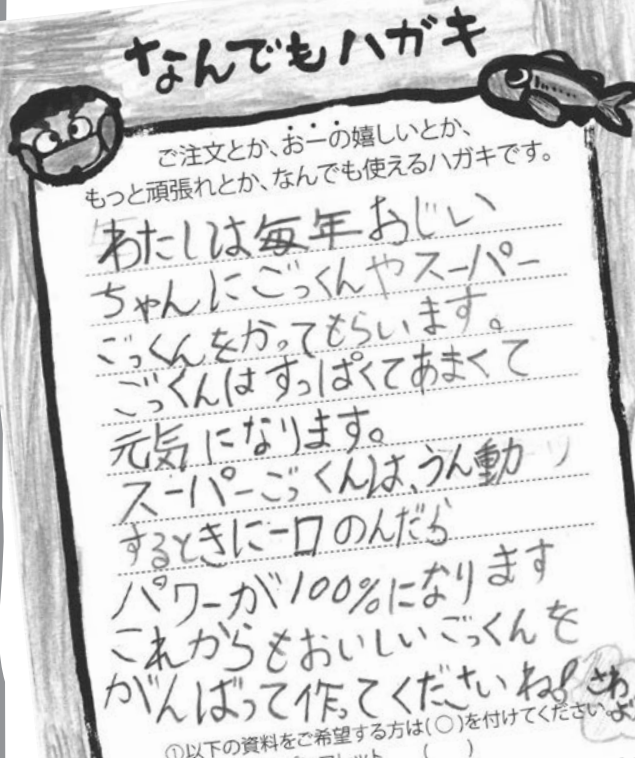 なんでもハガキ
ご注文とか、おーの嬉しいとか、
もっと頑張れとか、なんでも使えるハガキです。
わたしは毎年おじい
ちゃんにごっくんやスーパー
ごっくんをかってもらいます。
ごっくんはすっぱくてあまくて
元気になります。
スーパーごっくんは、うん動
するときに一口のんだら
パワーが100%になります
これからもおいしいごっくんを
がんばって作ってくださいね!
さわ
①以下の資料をご希望する方は(○)を付けてください。
( )